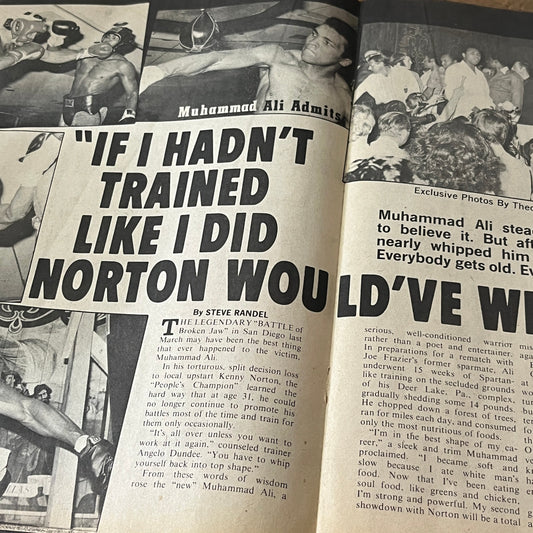 Muhammad Ali Admits
"IF I HADN'T
TRAINED
LIKE I DID
NORTON WOULD'VE
By STEVE RANDEL
THE LEGENDARY "BATTLE of
Broken Jaw" in San Diego last
March may have been the best thing
that ever happened to the victim,
Muhammad Ali.
In his torturous, split decision loss
to local upstart Kenny Norton, the
"People's Champion" learned the
hard way that at age 31, he could
no longer continue to promote his
battles most of the time and train for
them only occasionally.
"It's all over unless you want to
work at it again," counseled trainer
Angelo Dundee. "You have to whip
yourself back into top shape."
From these words of wisdom
rose the "new" Muhammad Ali, a
Exclusive Photos By
Muhammad Ali
to believe it. But
nearly whipped him
Everybody gets old.
serious, well-conditioned warrior
rather than a poet and entertainer.
In preparations for a rematch with
Joe Frazier's former sparmate, Ali
underwent 15 weeks of Spartan-
like training on the secluded grounds
of his Deer Lake, Pa., complex,
gradually shedding some 14 pounds.
He chopped down a forest of trees,
ran for miles each day, and consumed
only the most nutritious of foods.
"I'm in the best shape of my ca-
reer," a sleek and trim Muhammad
proclaimed. "I became soft and
slow because I ate white man's
food. Now that I've been eating
soul food, like greens and chicken,
I'm strong and powerful. My second
showdown with Norton will be a total